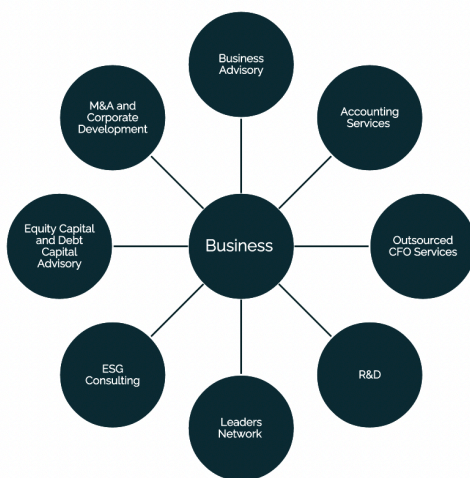 Business
Advisory
M&A and
Corporate
Development
Accounting
Services
Equity Capital
and Debt
Capital
Advisory
Business
Outsourced
CFO Services
ESG
Consulting
R&D
Leaders
Network